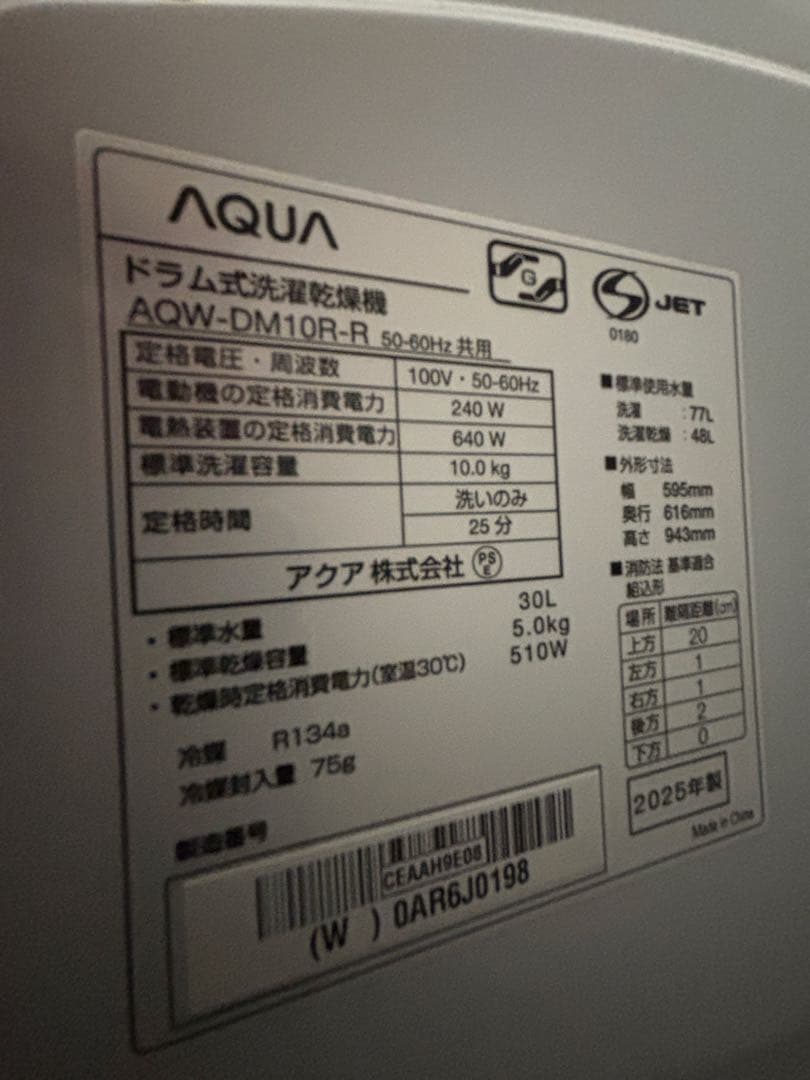 AQUA
G
JET
0180
ドラム式洗濯乾燥機
AQW-DM10R-R 50-60Hz 共用
定格電圧・周波数 100V・50-60Hz
電動機の定格消費電力 240 W
電熱装置の定格消費電力 640 W
標準洗濯容量 10.0 kg
定格時間 洗いのみ
25 分
アクア 株式会社 PSE
・標準水量 30L
・標準乾燥容量 5.0kg
・乾燥時定格消費電力(室温30℃) 510W
冷媒 R134a
冷媒封入量 75g
製造番号
CEAAH9E08
(W ) 0AR6J0198
■標準使用水量
洗濯 :77L
洗濯乾燥 :48L
■外形寸法
幅 595mm
奥行 616mm
高さ 943mm
■消防法 基準適合
組込形
場所 離隔距離(cm)
上方 20
左方 1
右方 1
後方 2
下方 0
2025年製
Made in China